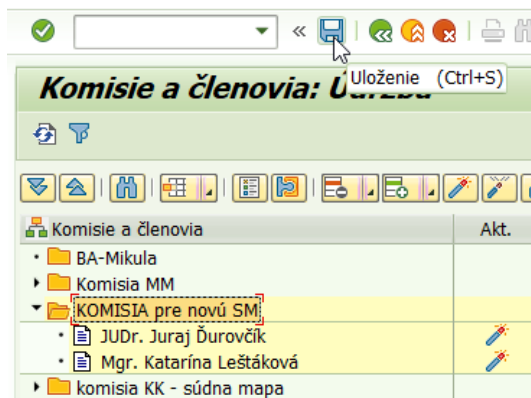 Uloženie (Ctrl+S)
Komisie a členovia: Údržba
Komisie a členovia
Akt.
BA-Mikula
Komisia MM
KOMISIA pre novú SM
JUDr. Juraj Ďurovčík
Mgr. Katarína Leštáková
komisia KK - súdna mapa